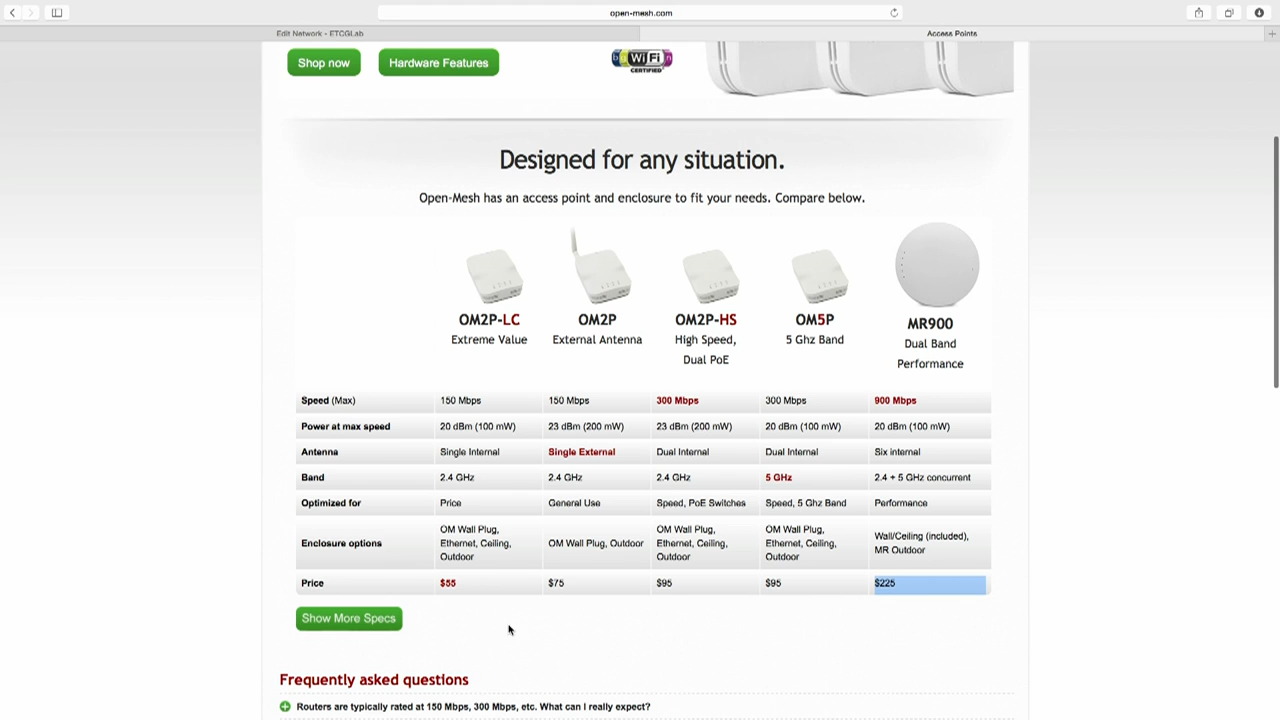 open-mesh.com
Edit Network - ETCGLab
Access Points
Shop now
Hardware Features
WiFi
CERTIFIED
Designed for any situation.
Open-Mesh has an access point and enclosure to fit your needs. Compare below.
OM2P-LC
Extreme Value
OM2P
External Antenna
OM2P-HS
High Speed,
Dual PoE
OM5P
5 Ghz Band
MR900
Dual Band
Performance
Speed (Max) 150 Mbps 150 Mbps 300 Mbps 300 Mbps 900 Mbps
Power at max speed 20 dBm (100 mW) 23 dBm (200 mW) 23 dBm (200 mW) 20 dBm (100 mW) 20 dBm (100 mW)
Antenna Single Internal Single External Dual Internal Dual Internal Six internal
Band 2.4 GHz 2.4 GHz 2.4 GHz 5 GHz 2.4 + 5 GHz concurrent
Optimized for Price General Use Speed, PoE Switches Speed, 5 Ghz Band Performance
Enclosure options
OM Wall Plug,
Ethernet, Ceiling,
Outdoor
OM Wall Plug, Outdoor
OM Wall Plug,
Ethernet, Ceiling,
Outdoor
OM Wall Plug,
Ethernet, Ceiling,
Outdoor
Wall/Ceiling (included),
MR Outdoor
Price $55 $75 $95 $95 $225
Show More Specs
Frequently asked questions
Routers are typically rated at 150 Mbps, 300 Mbps, etc. What can I really expect?